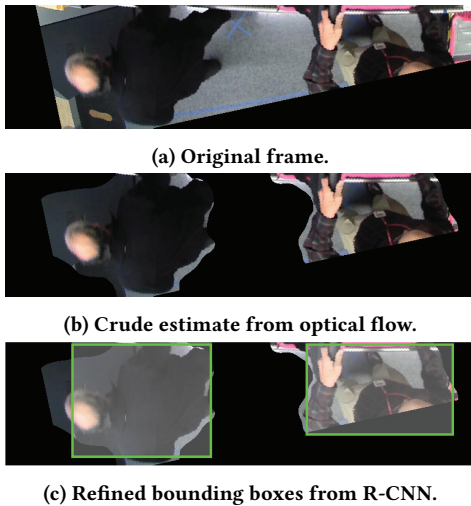 (a) Original frame.
(b) Crude estimate from optical flow.
(c) Refined bounding boxes from R-CNN.